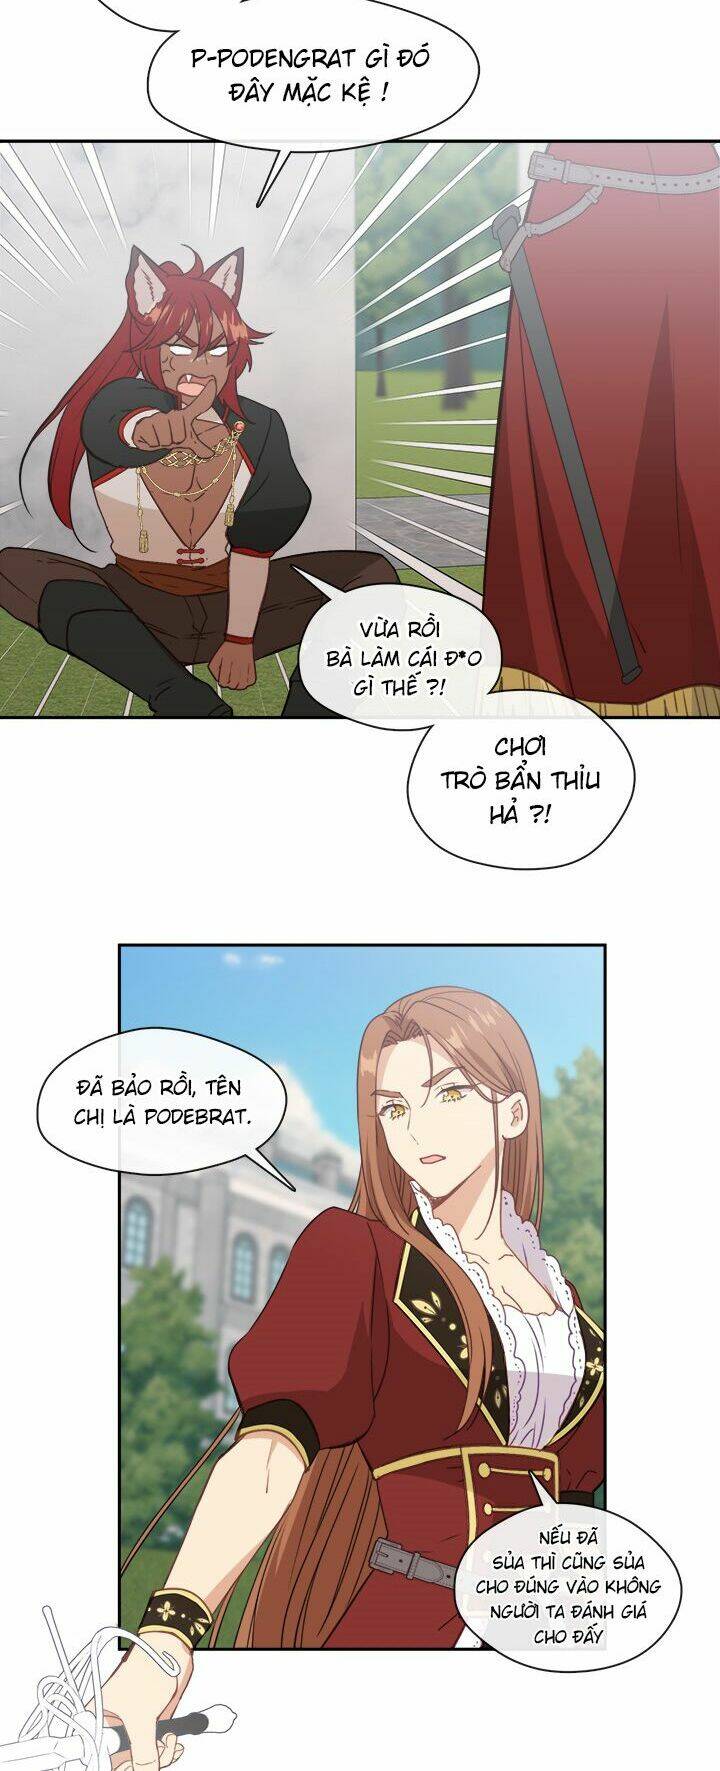 P-PODENGRAT GÌ ĐÓ
ĐÂY MẶC KỆ !
VỪA RỒI
BÀ LÀM CÁI Đ*O
GÌ THẾ ?!
CHƠI
TRÒ BẨN THỈU
HẢ ?!
ĐÃ BẢO RỒI, TÊN
CHỊ LÀ PODEBRAT.
NẾU ĐÃ
SỦA THÌ CŨNG SỦA
CHO ĐÚNG VÀO KHÔNG
NGƯỜI TA ĐÁNH GIÁ
CHO ĐẤY